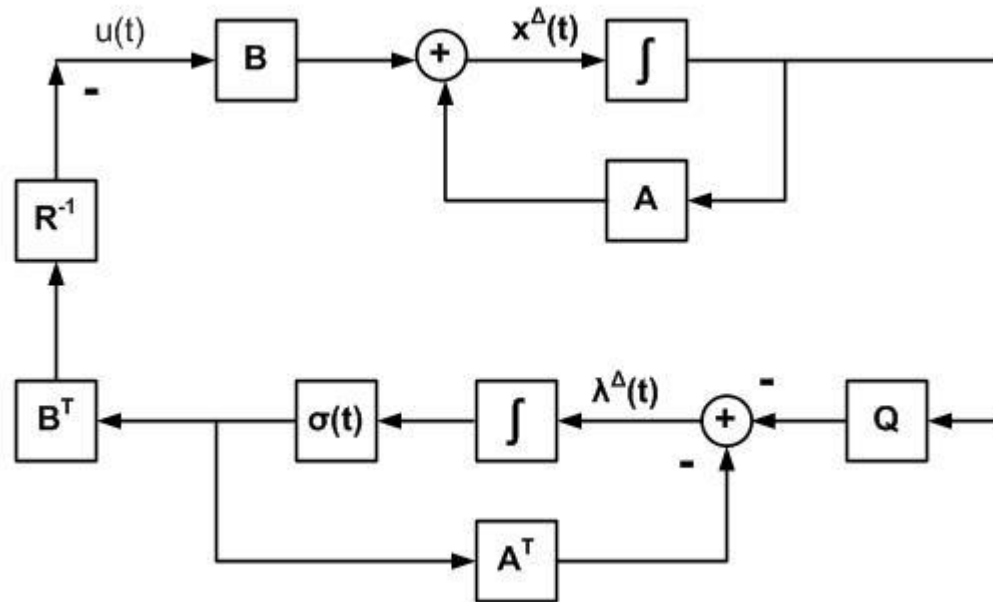 u(t)
B
+
x^Δ(t)
∫
-
R^-1
A
B^T
σ(t)
∫
λ^Δ(t)
+
-
-
Q
A^T